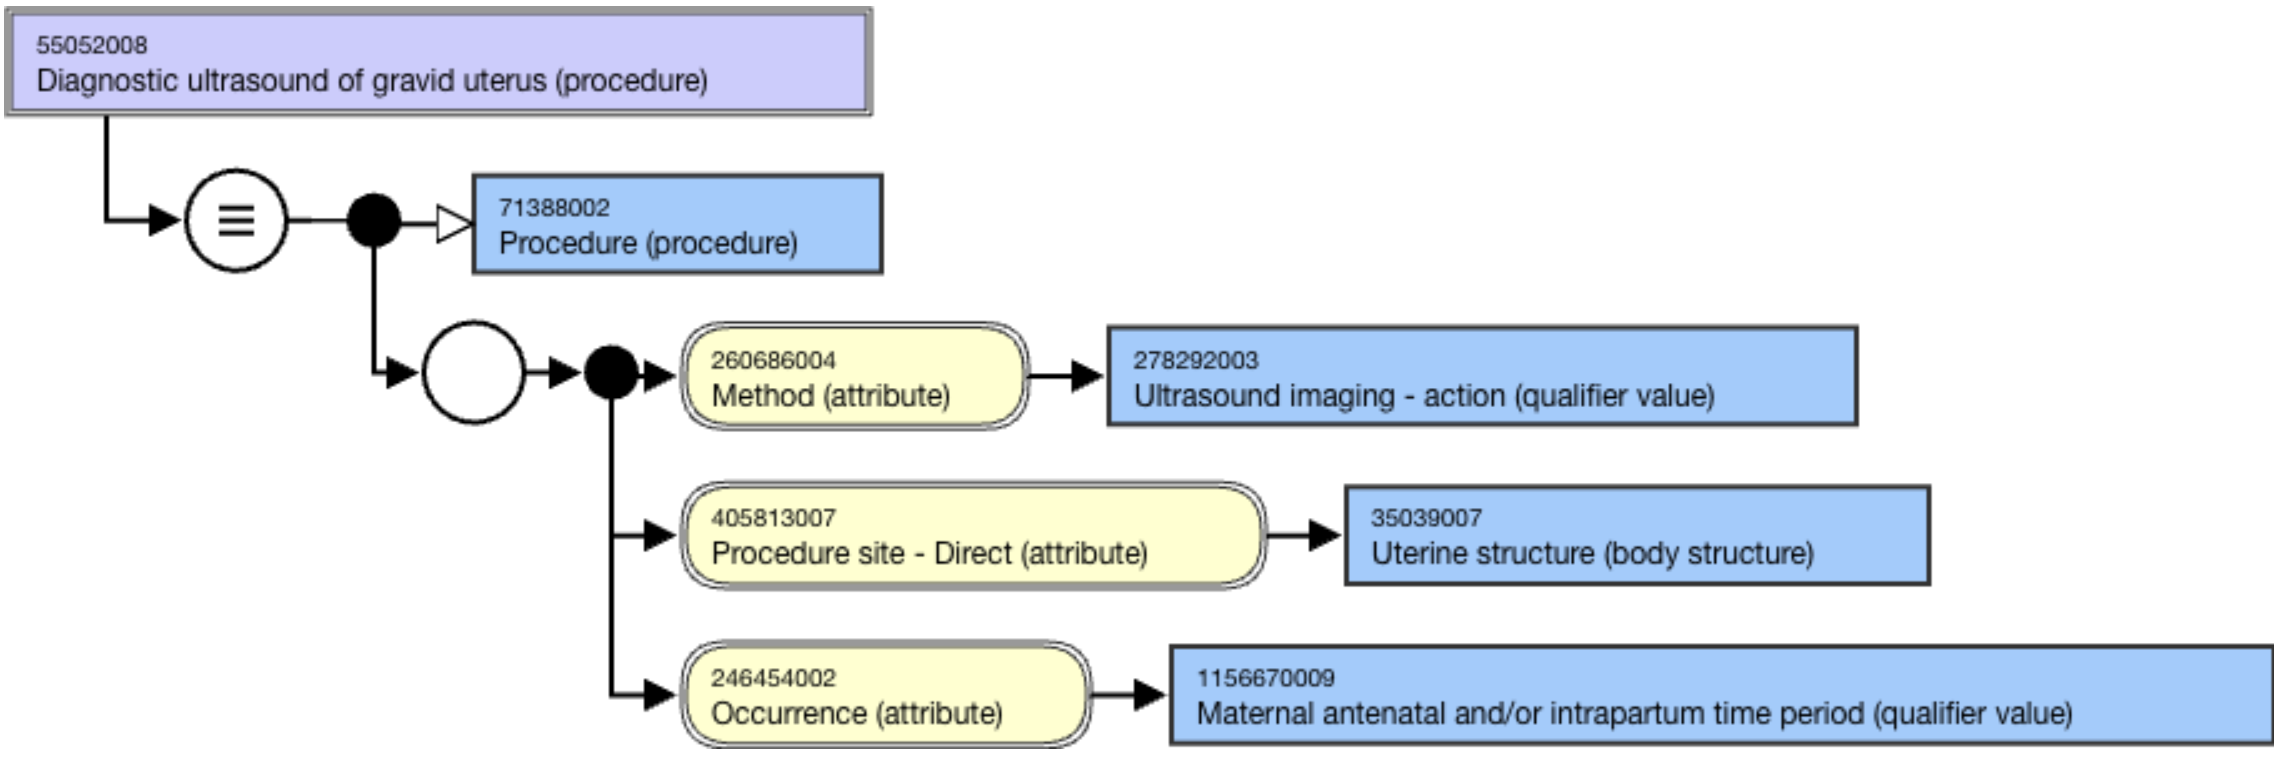 55052008
Diagnostic ultrasound of gravid uterus (procedure)
71388002
Procedure (procedure)
260686004
Method (attribute)
278292003
Ultrasound imaging - action (qualifier value)
405813007
Procedure site - Direct (attribute)
35039007
Uterine structure (body structure)
246454002
Occurrence (attribute)
1156670009
Maternal antenatal and/or intrapartum time period (qualifier value)